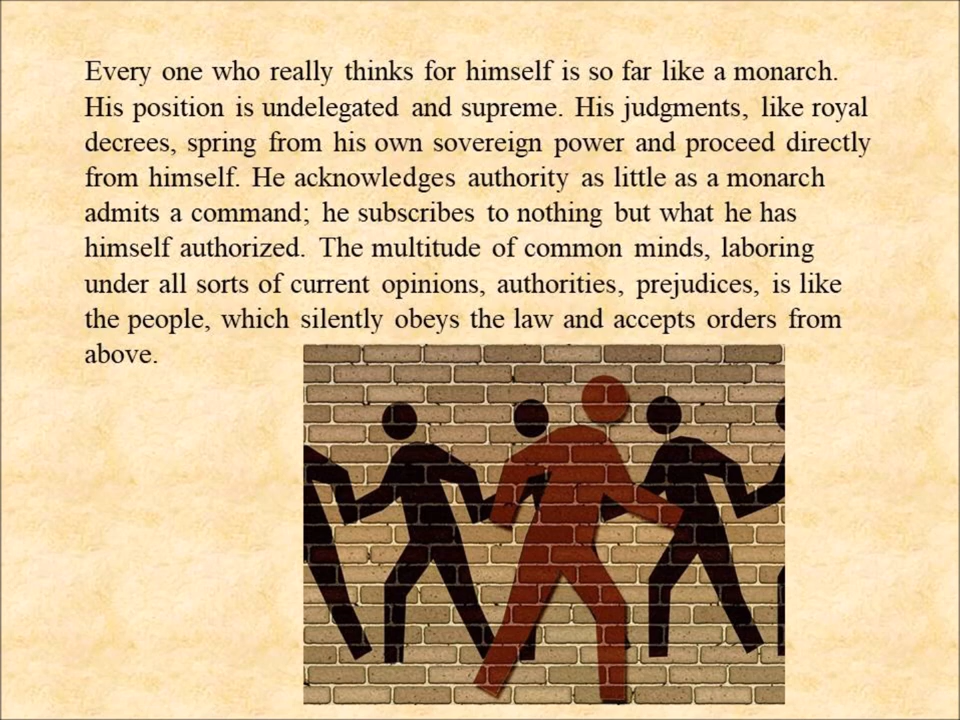 Every one who really thinks for himself is so far like a monarch.
His position is undelegated and supreme. His judgments, like royal
decrees, spring from his own sovereign power and proceed directly
from himself. He acknowledges authority as little as a monarch
admits a command; he subscribes to nothing but what he has
himself authorized. The multitude of common minds, laboring
under all sorts of current opinions, authorities, prejudices, is like
the people, which silently obeys the law and accepts orders from
above.